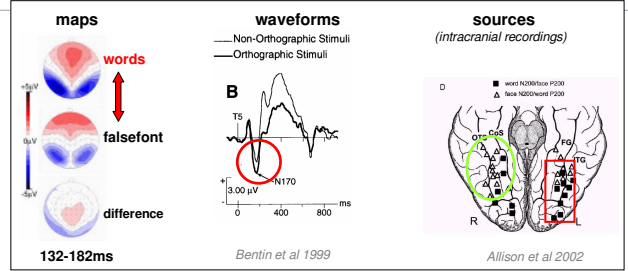 maps
words
falsefont
difference
+5µV
0µV
-5µV
132-182ms
waveforms
Non-Orthographic Stimuli
Orthographic Stimuli
B
T5
N170
+
3.00 µV
-
0
400
800
ms
Bentin et al 1999
sources
(intracranial recordings)
D
word N200/face P200
face N200/word P200
OTS
CoS
FG
ITG
R
L
Allison et al 2002